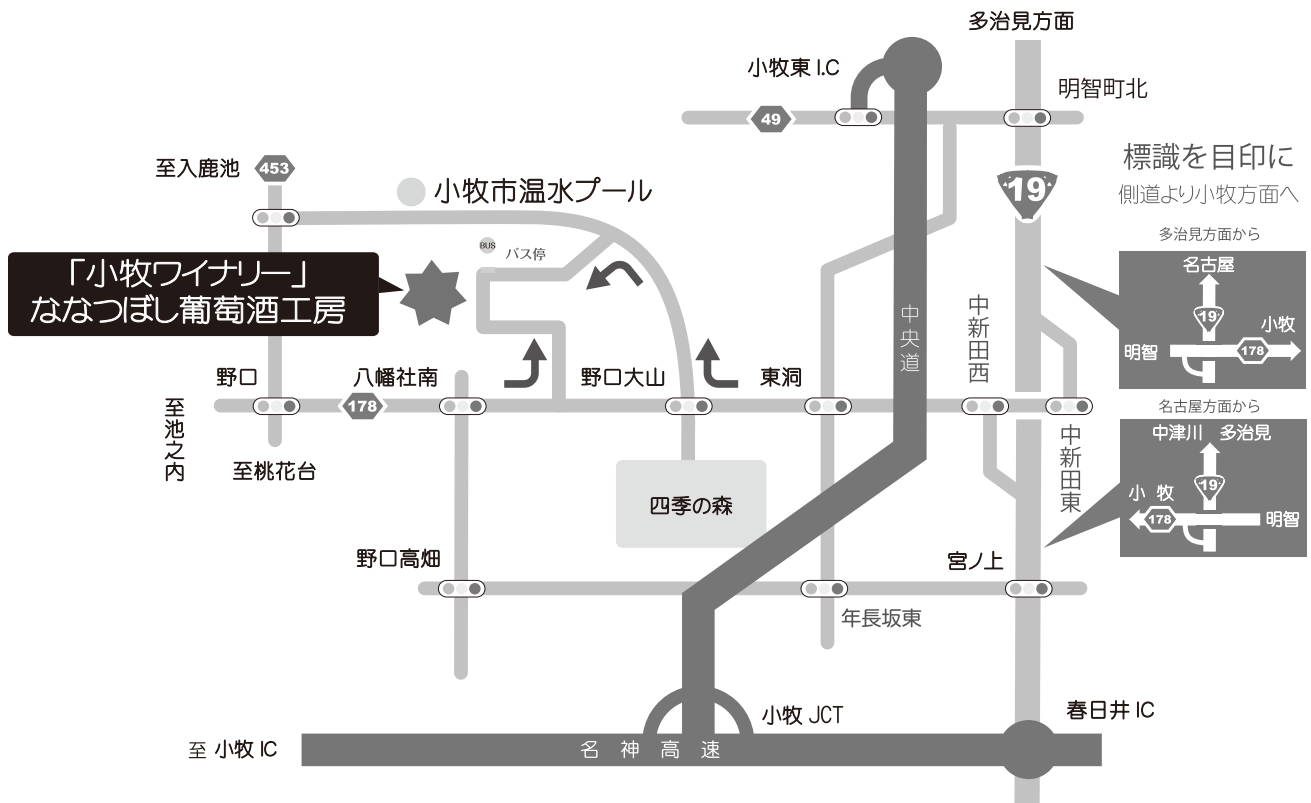 多治見方面
小牧東 I.C
明智町北
49
標識を目印に
側道より小牧方面へ
至入鹿池
453
小牧市温水プール
19
多治見方面から
名古屋
19
小牧
明智
178
BUS
バス停
「小牧ワイナリー」
ななつぼし葡萄酒工房
中央道
中新田西
野口
八幡社南
野口大山
東洞
178
至池之内
至桃花台
名古屋方面から
中津川 多治見
19
小牧
178
明智
中新田東
四季の森
野口高畑
宮ノ上
年長坂東
小牧 JCT
春日井 IC
至 小牧 IC
名神高速